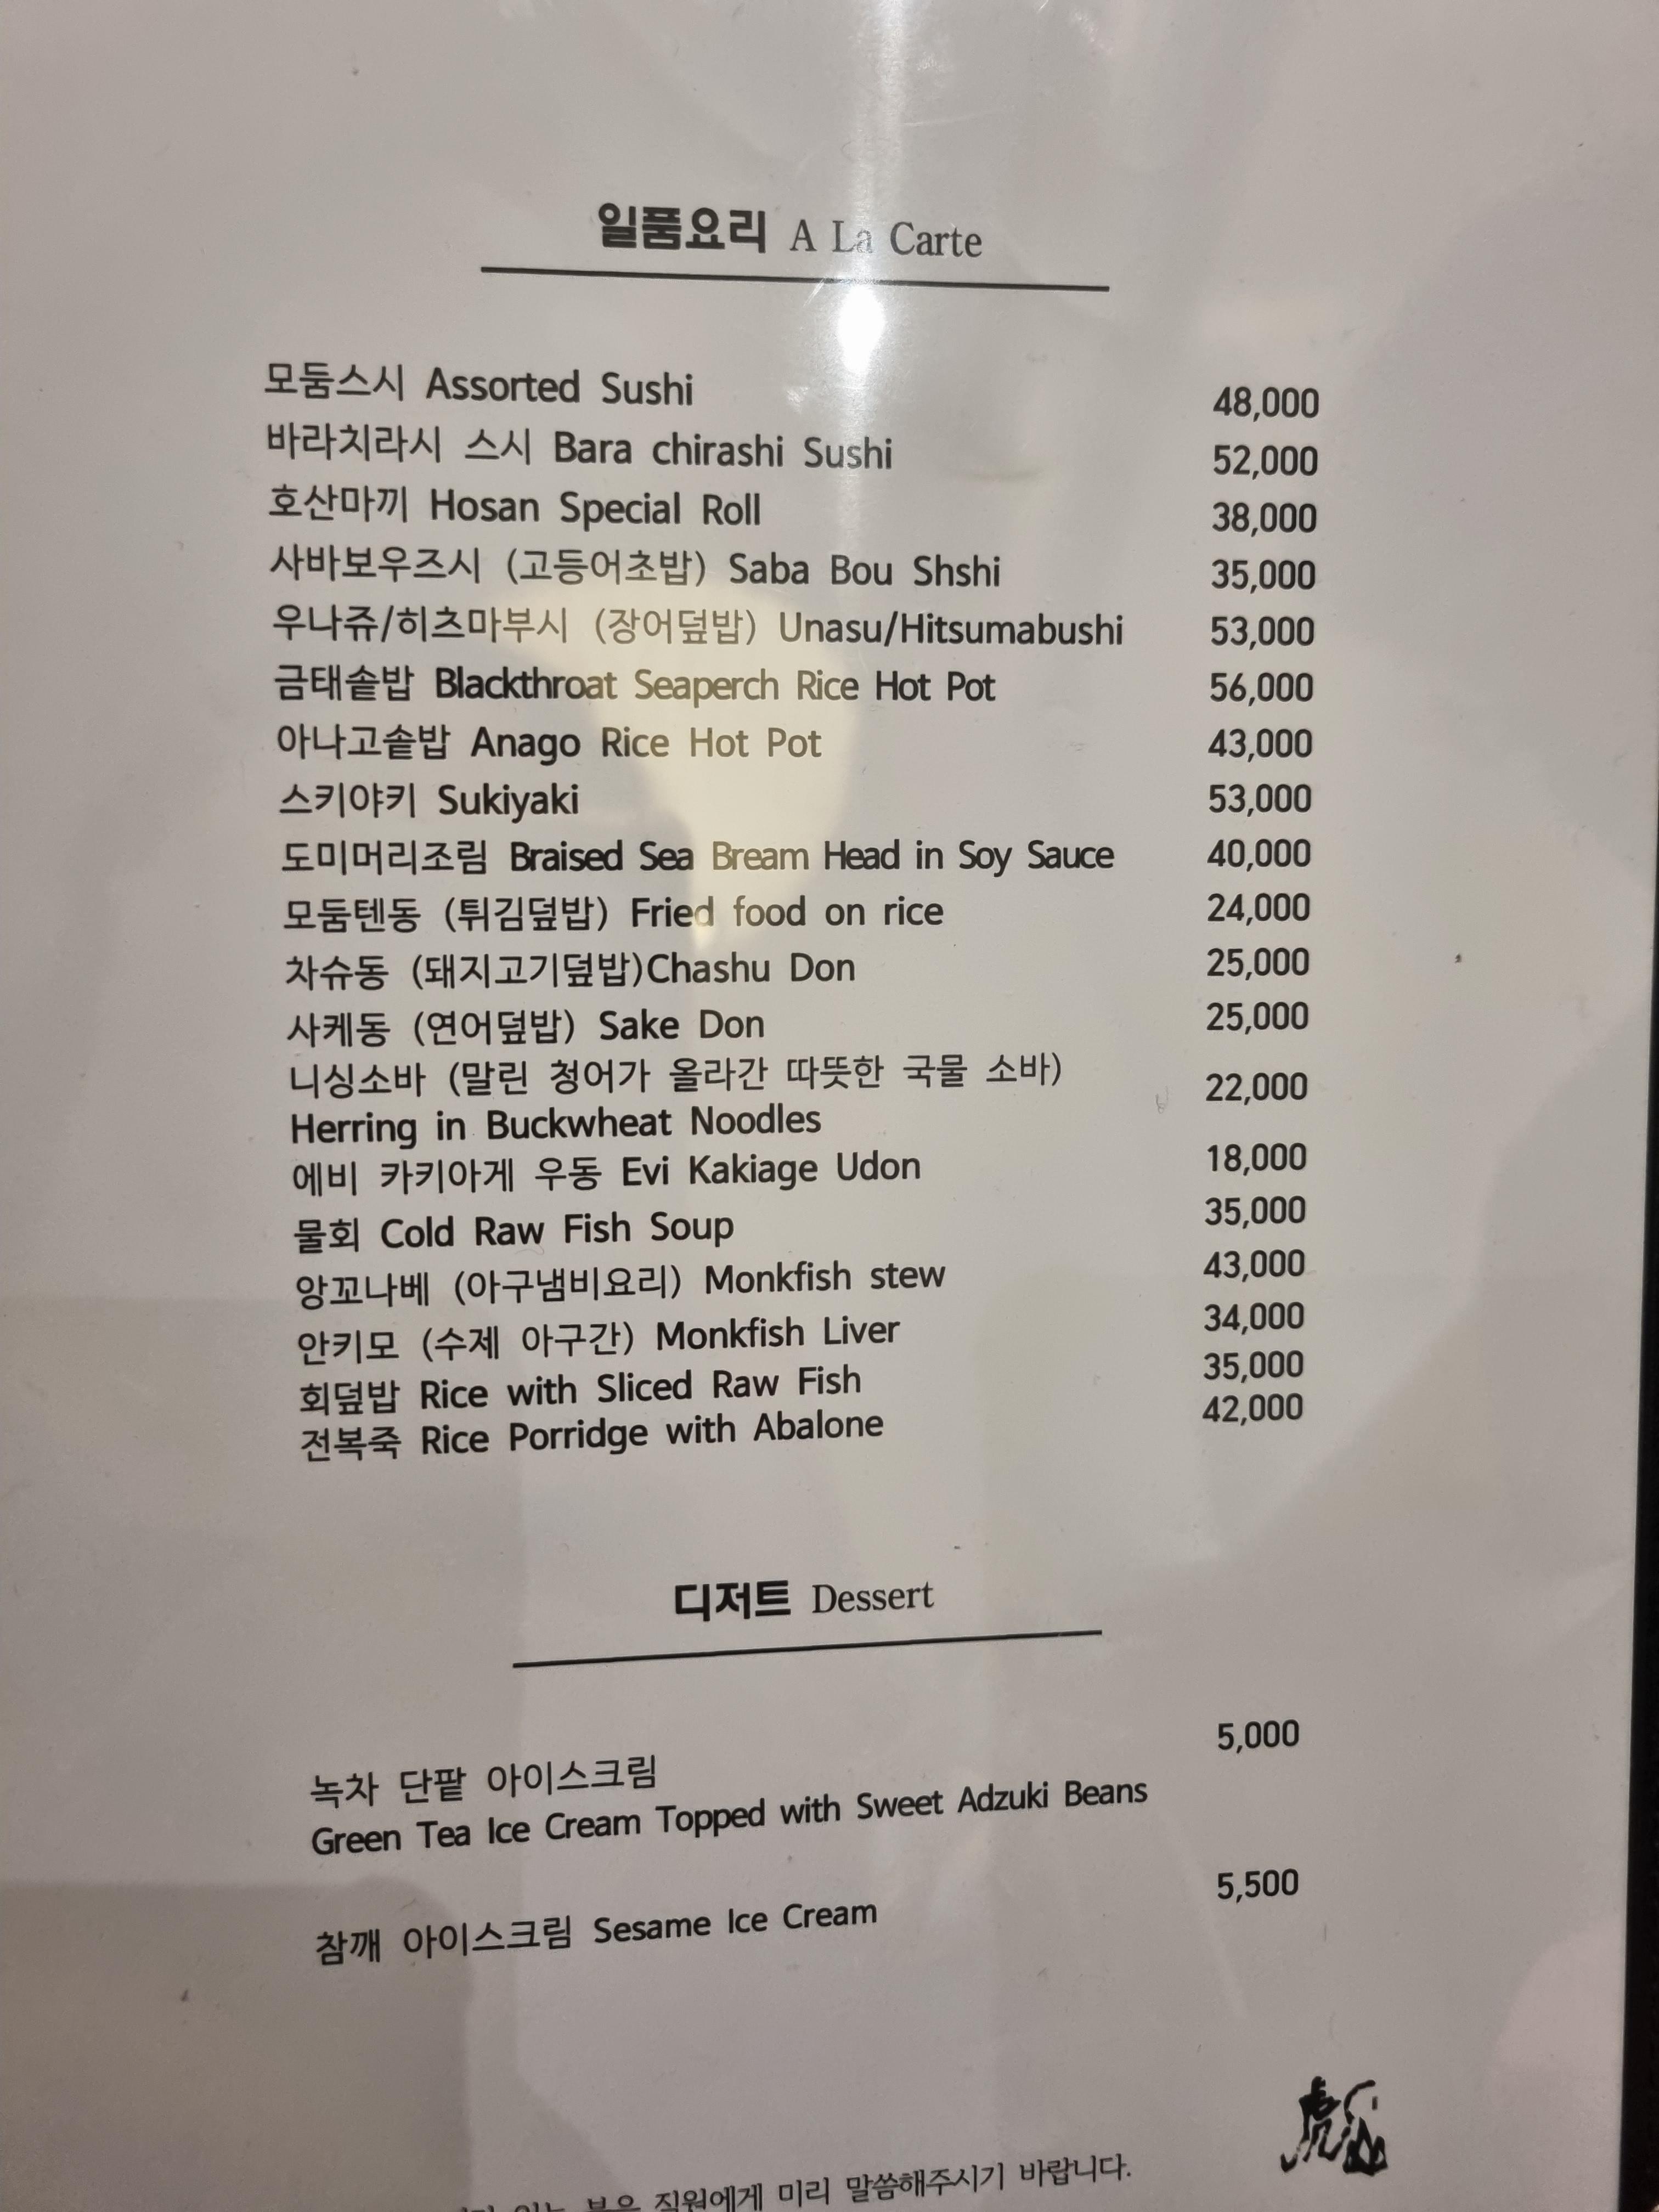 일품요리 A La Carte
모둠스시 Assorted Sushi 48,000
바라치라시 스시 Bara chirashi Sushi 52,000
호산마끼 Hosan Special Roll 38,000
사바보우즈시 (고등어초밥) Saba Bou Shshi 35,000
우나쥬/히츠마부시 (장어덮밥) Unasu/Hitsumabushi 53,000
금태솥밥 Blackthroat Seaperch Rice Hot Pot 56,000
아나고솥밥 Anago Rice Hot Pot 43,000
스키야키 Sukiyaki 53,000
도미머리조림 Braised Sea Bream Head in Soy Sauce 40,000
모둠텐동 (튀김덮밥) Fried food on rice 24,000
차슈동 (돼지고기덮밥)Chashu Don 25,000
사케동 (연어덮밥) Sake Don 25,000
니싱소바 (말린 청어가 올라간 따뜻한 국물 소바) 22,000
Herring in Buckwheat Noodles
에비 카키아게 우동 Evi Kakiage Udon 18,000
물회 Cold Raw Fish Soup 35,000
앙꼬나베 (아구냄비요리) Monkfish stew 43,000
안키모 (수제 아구간) Monkfish Liver 34,000
회덮밥 Rice with Sliced Raw Fish 35,000
전복죽 Rice Porridge with Abalone 42,000
디저트 Dessert
녹차 단팥 아이스크림 5,000
Green Tea Ice Cream Topped with Sweet Adzuki Beans
참깨 아이스크림 Sesame Ice Cream 5,500
직원에게 미리 말씀해주시기 바랍니다.